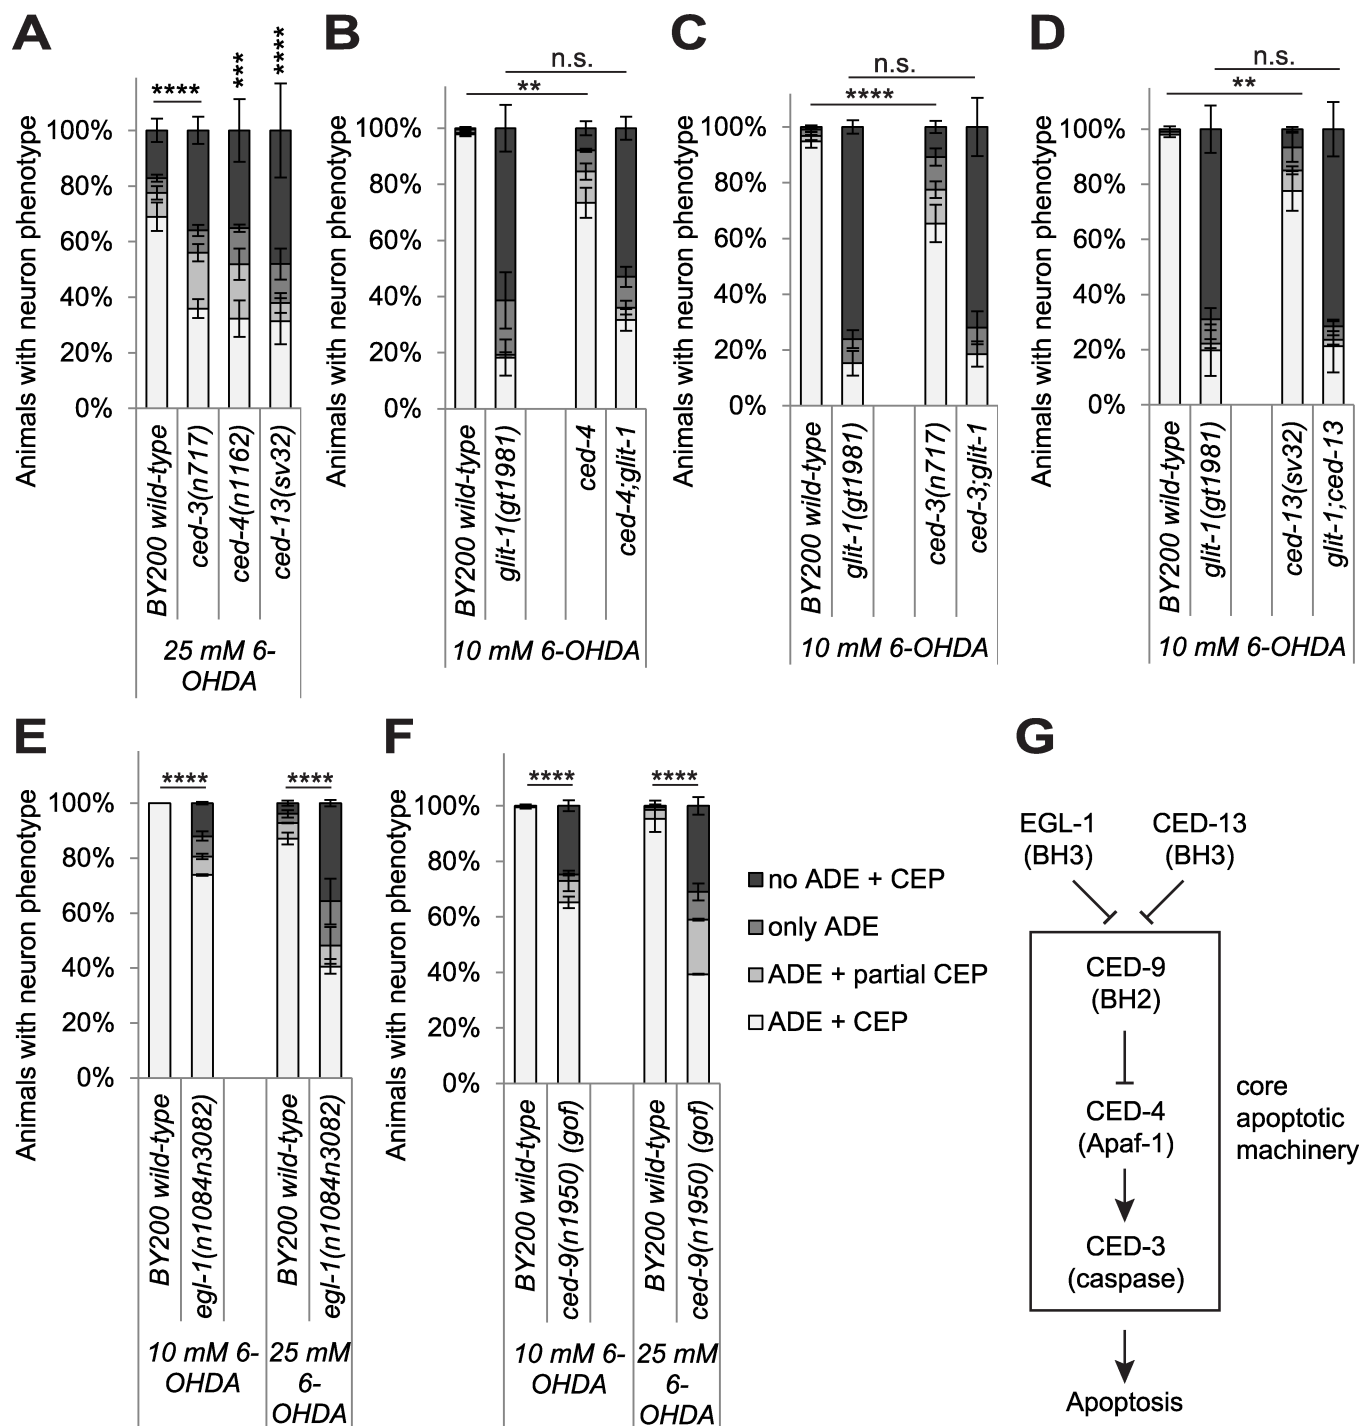 A
****
***
****
Animals with neuron phenotype
100%
80%
60%
40%
20%
0%
BY200 wild-type
ced-3(n717)
ced-4(n1162)
ced-13(sv32)
25 mM 6-
OHDA
B
n.s.
**
Animals with neuron phenotype
100%
80%
60%
40%
20%
0%
BY200 wild-type
glit-1(gt1981)
ced-4
ced-4;glit-1
10 mM 6-OHDA
C
n.s.
****
Animals with neuron phenotype
100%
80%
60%
40%
20%
0%
BY200 wild-type
glit-1(gt1981)
ced-3(n717)
ced-3;glit-1
10 mM 6-OHDA
D
n.s.
**
Animals with neuron phenotype
100%
80%
60%
40%
20%
0%
BY200 wild-type
glit-1(gt1981)
ced-13(sv32)
glit-1;ced-13
10 mM 6-OHDA
E
****
****
Animals with neuron phenotype
100%
80%
60%
40%
20%
0%
BY200 wild-type
egl-1(n1084n3082)
BY200 wild-type
egl-1(n1084n3082)
10 mM 6-
OHDA
25 mM
6-
OHDA
F
****
****
Animals with neuron phenotype
100%
80%
60%
40%
20%
0%
BY200 wild-type
ced-9(n1950) (gof)
BY200 wild-type
ced-9(n1950) (gof)
10 mM 6-
OHDA
25 mM
6-
OHDA
no ADE + CEP
only ADE
ADE + partial CEP
ADE + CEP
G
EGL-1
(BH3)
CED-13
(BH3)
CED-9
(BH2)
CED-4
(Apaf-1)
CED-3
(caspase)
core
apoptotic
machinery
Apoptosis